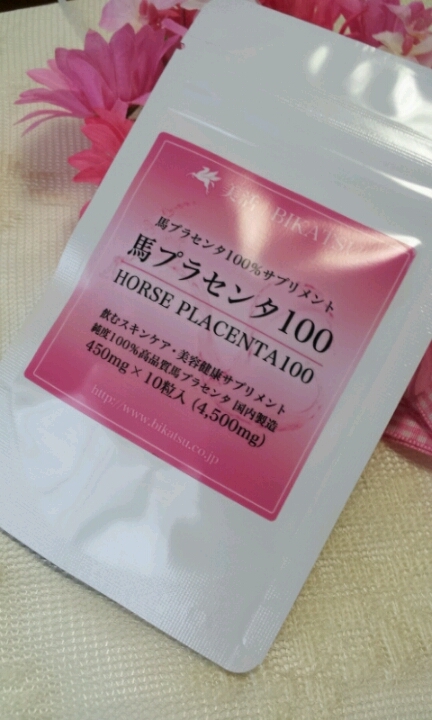 美活 BIKATSU
馬プラセンタ100%サプリメント
馬プラセンタ100
HORSE PLACENTA100
飲むスキンケア・美容健康サプリメント
純度100%高品質馬プラセンタ 国内製造
450mg × 10粒入 (4,500mg)
http://www.bikatsu.co.jp